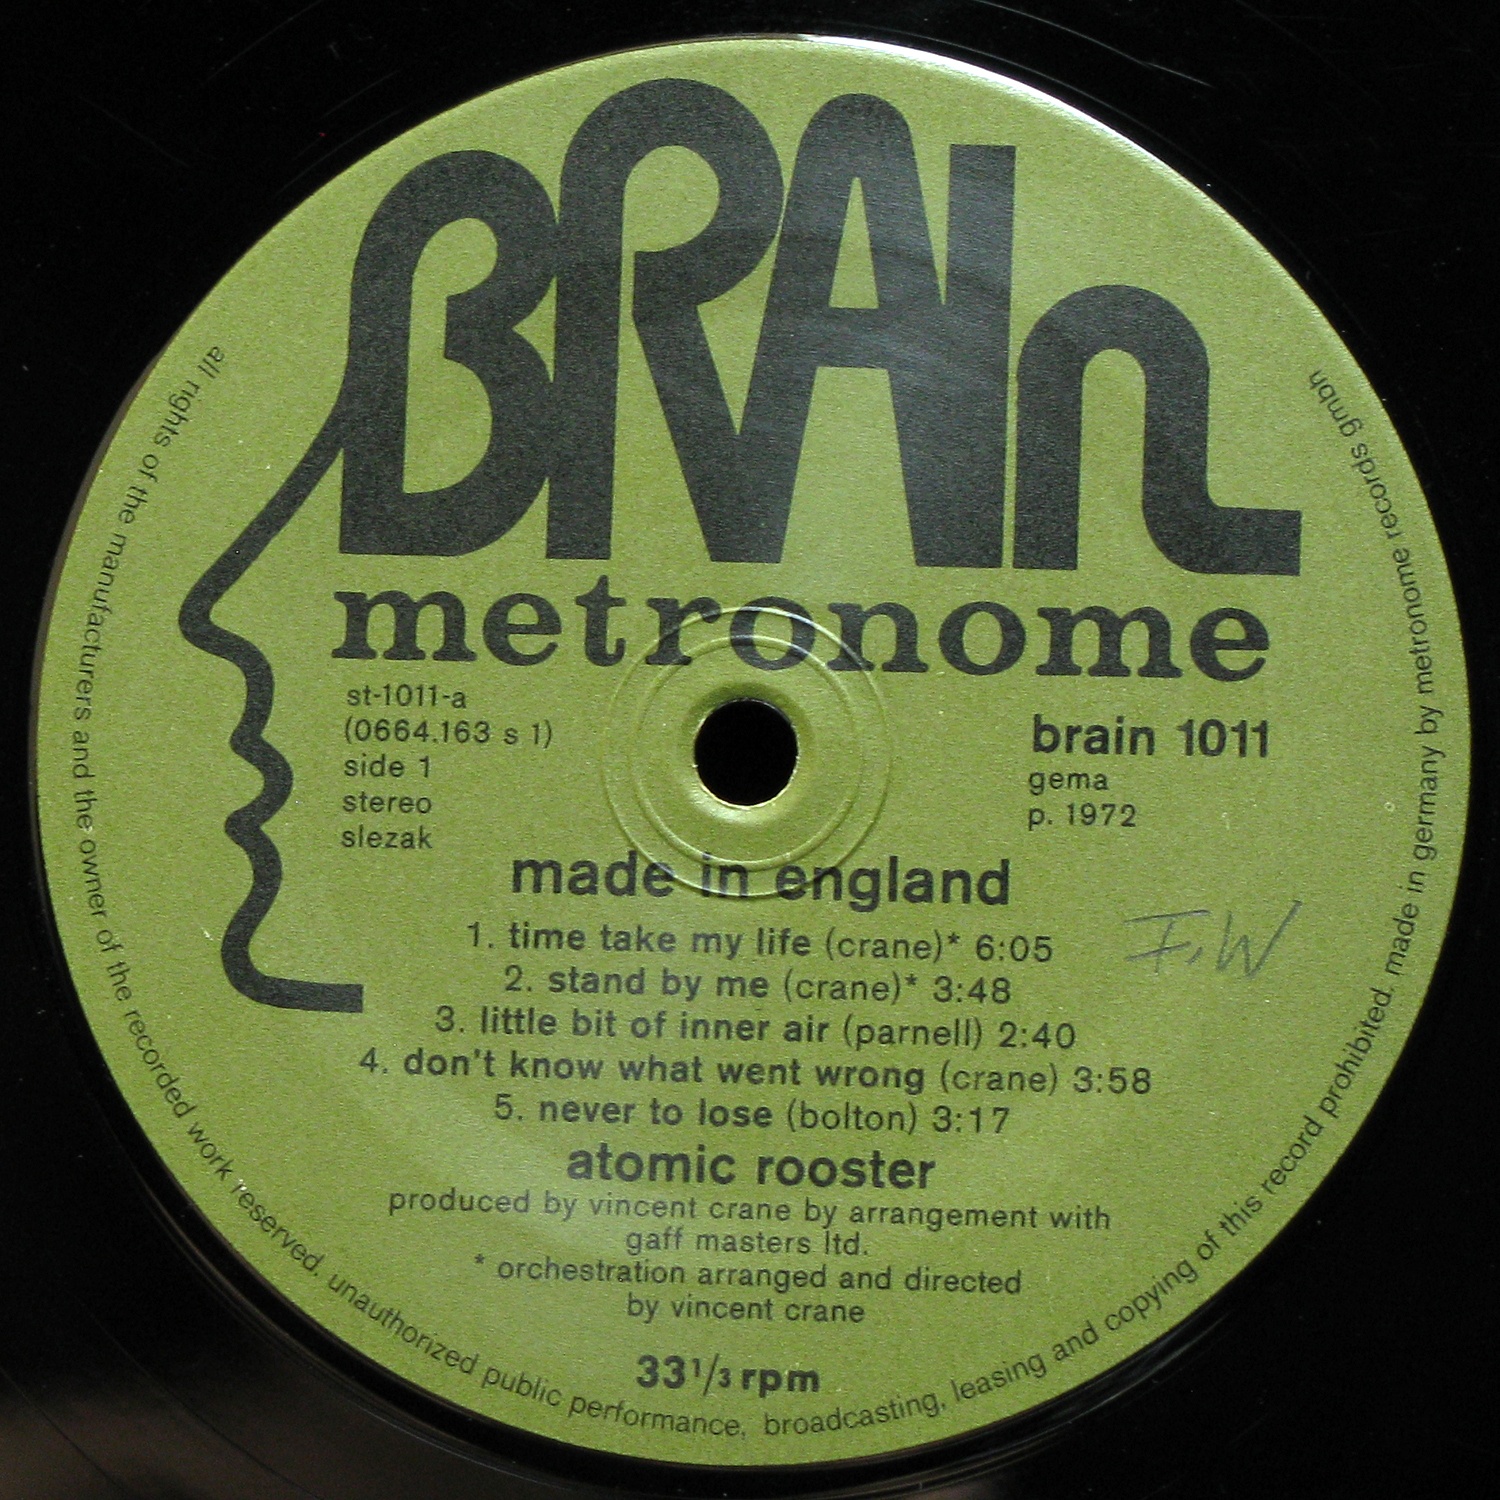 BRAIn
metronome
st-1011-a
(0664.163 s 1)
side 1
stereo
slezak
brain 1011
gema
p. 1972
made in england
1. time take my life (crane)* 6:05
2. stand by me (crane)* 3:48
3. little bit of inner air (parnell) 2:40
4. don't know what went wrong (crane) 3:58
5. never to lose (bolton) 3:17
F.W
atomic rooster
produced by vincent crane by arrangement with
gaff masters ltd.
* orchestration arranged and directed
by vincent crane
33 1/3 rpm
all rights of the manufacturers and the owner of the recorded work reserved. unauthorized public performance, broadcasting, leasing and copying of this record prohibited. made in germany by metronome records gmbh